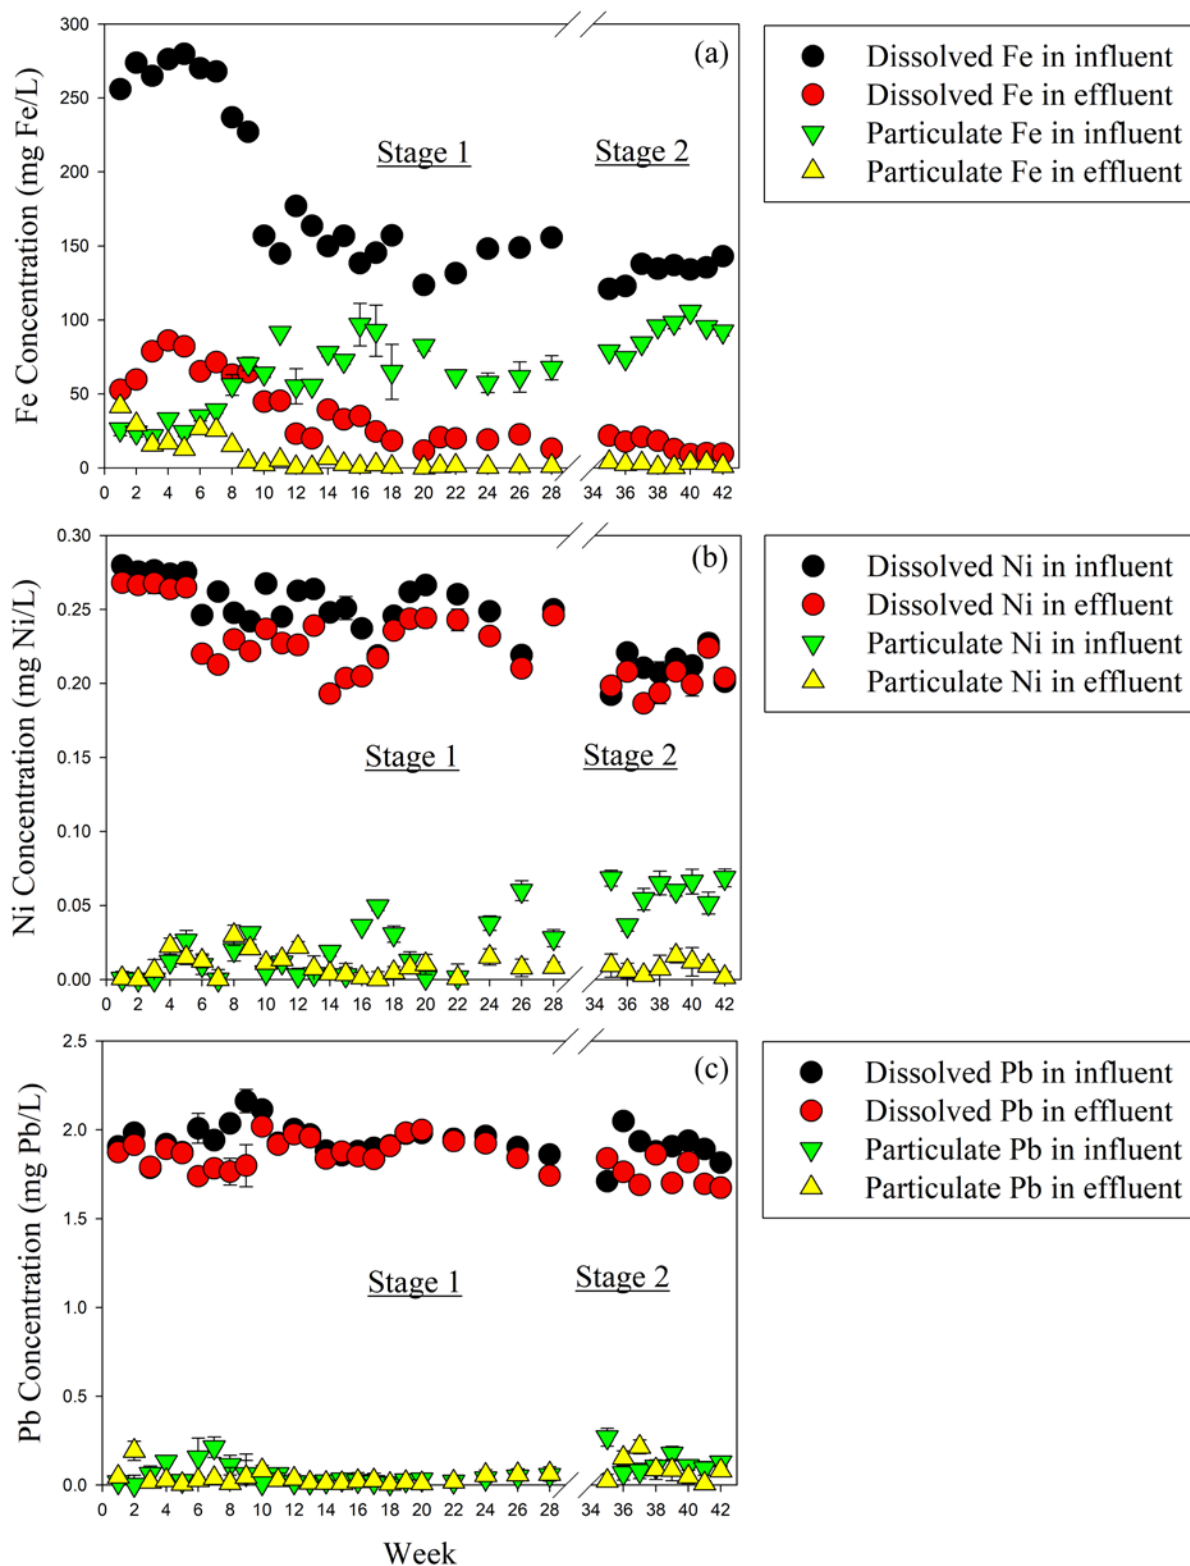 300
250
200
150
100
50
0
Fe Concentration (mg Fe/L)
(a)
Stage 1 Stage 2
0 2 4 6 8 10 12 14 16 18 20 22 24 26 28 34 36 38 40 42
Dissolved Fe in influent
Dissolved Fe in effluent
Particulate Fe in influent
Particulate Fe in effluent
0.30
0.25
0.20
0.15
0.10
0.05
0.00
Ni Concentration (mg Ni/L)
(b)
Stage 1 Stage 2
0 2 4 6 8 10 12 14 16 18 20 22 24 26 28 34 36 38 40 42
Dissolved Ni in influent
Dissolved Ni in effluent
Particulate Ni in influent
Particulate Ni in effluent
2.5
2.0
1.5
1.0
0.5
0.0
Pb Concentration (mg Pb/L)
(c)
Stage 1 Stage 2
0 2 4 6 8 10 12 14 16 18 20 22 24 26 28 34 36 38 40 42
Week
Dissolved Pb in influent
Dissolved Pb in effluent
Particulate Pb in influent
Particulate Pb in effluent